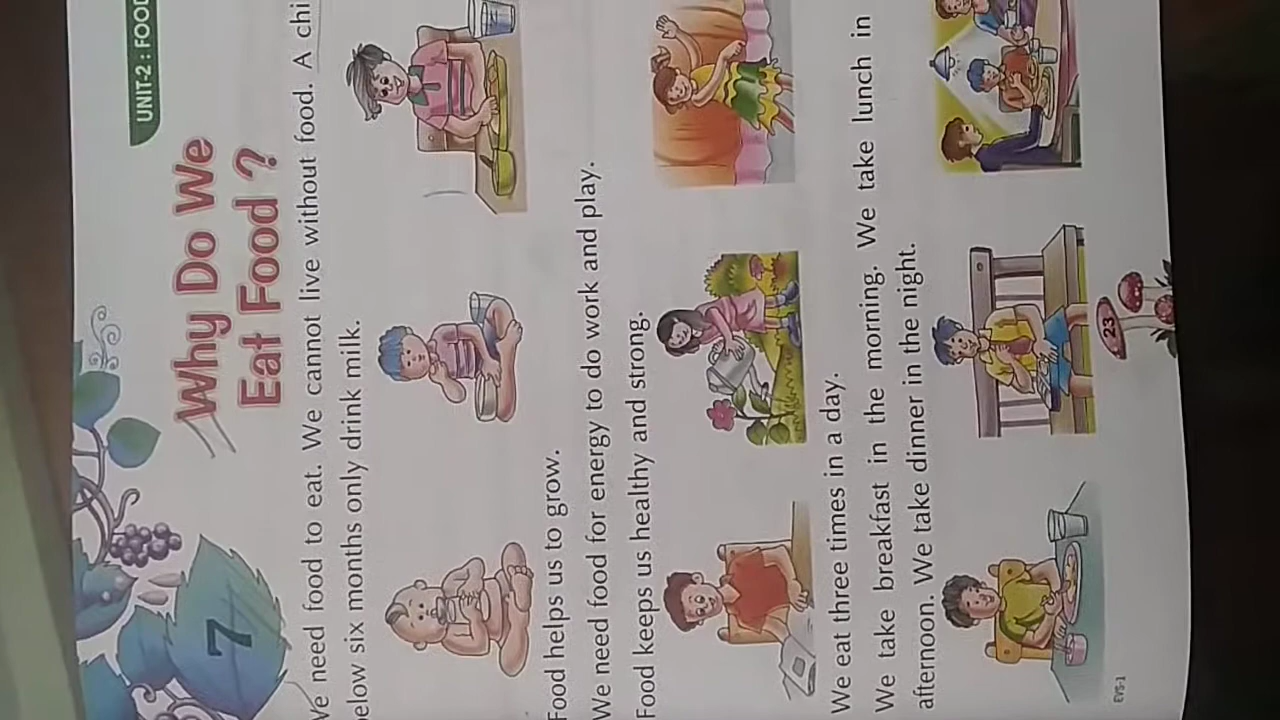 UNIT-2 : FOOD
7
Why Do We
Eat Food ?
We need food to eat. We cannot live without food. A chi
below six months only drink milk.
Food helps us to grow.
We need food for energy to do work and play.
Food keeps us healthy and strong.
We eat three times in a day.
We take breakfast in the morning. We take lunch in
afternoon. We take dinner in the night.
EVS-1
23